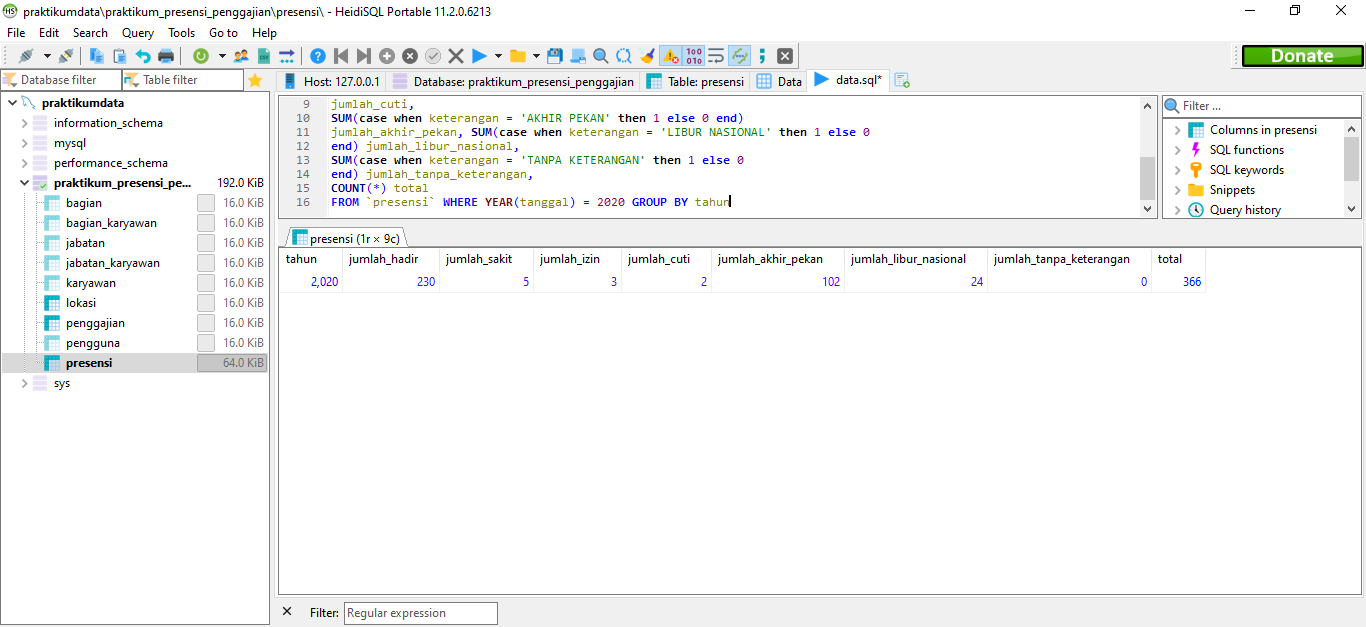 praktikumdata\praktikum_presensi_penggajian\presensi\ - HeidiSQL Portable 11.2.0.6213
File Edit Search Query Tools Go to Help
Donate
Database filter Table filter Host: 127.0.0.1 Database: praktikum_presensi_penggajian Table: presensi Data data.sql*
praktikumdata
information_schema
mysql
performance_schema
praktikum_presensi_pe... 192.0 KiB
bagian 16.0 KiB
bagian_karyawan 16.0 KiB
jabatan 16.0 KiB
jabatan_karyawan 16.0 KiB
karyawan 16.0 KiB
lokasi 16.0 KiB
penggajian 16.0 KiB
pengguna 16.0 KiB
presensi 64.0 KiB
sys
9 jumlah_cuti,
10 SUM(case when keterangan = 'AKHIR PEKAN' then 1 else 0 end)
11 jumlah_akhir_pekan, SUM(case when keterangan = 'LIBUR NASIONAL' then 1 else 0
12 end) jumlah_libur_nasional,
13 SUM(case when keterangan = 'TANPA KETERANGAN' then 1 else 0
14 end) jumlah_tanpa_keterangan,
15 COUNT(*) total
16 FROM `presensi` WHERE YEAR(tanggal) = 2020 GROUP BY tahun
Filter ...
Columns in presensi
SQL functions
SQL keywords
Snippets
Query history
presensi (1r × 9c)
tahun jumlah_hadir jumlah_sakit jumlah_izin jumlah_cuti jumlah_akhir_pekan jumlah_libur_nasional jumlah_tanpa_keterangan total
2,020 230 5 3 2 102 24 0 366
Filter: Regular expression